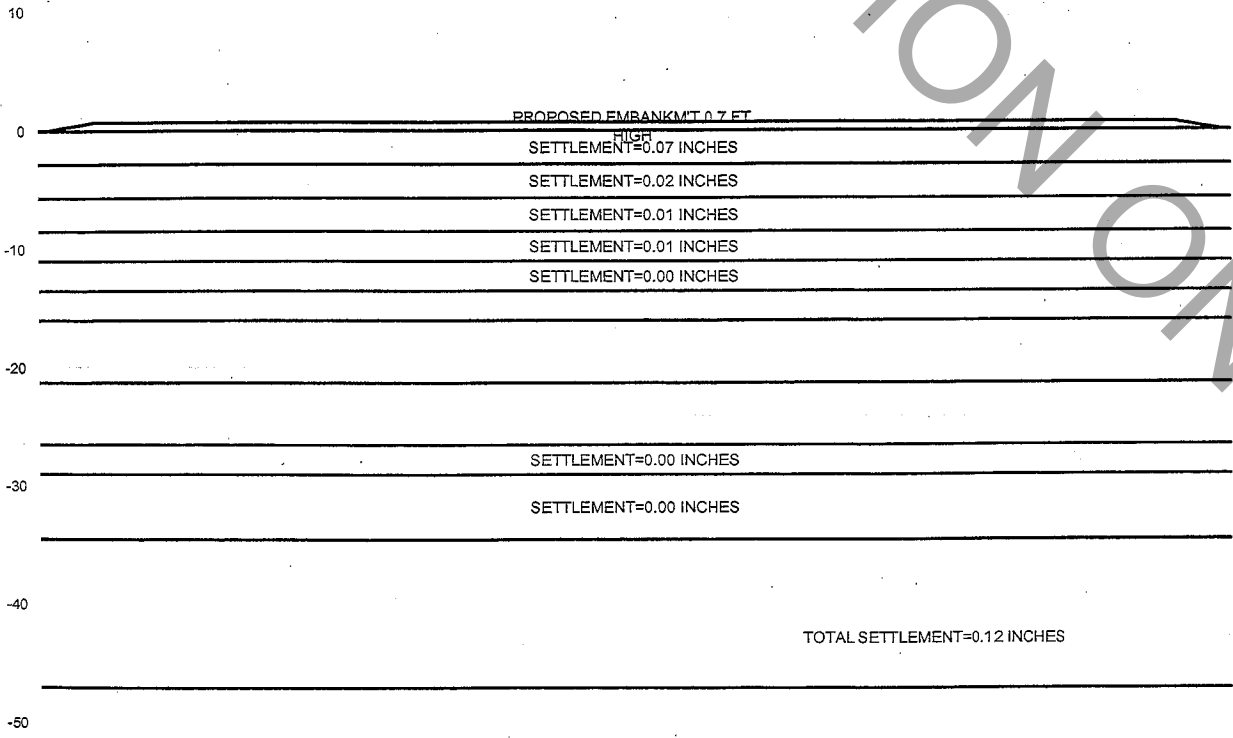 10
ION ON
PROPOSED EMBANKM'T 0.7 FT
HIGH
0
SETTLEMENT=0.07 INCHES
SETTLEMENT=0.02 INCHES
SETTLEMENT=0.01 INCHES
-10
SETTLEMENT=0.01 INCHES
SETTLEMENT=0.00 INCHES
-20
SETTLEMENT=0.00 INCHES
-30
SETTLEMENT=0.00 INCHES
-40
TOTAL SETTLEMENT=0.12 INCHES
-50